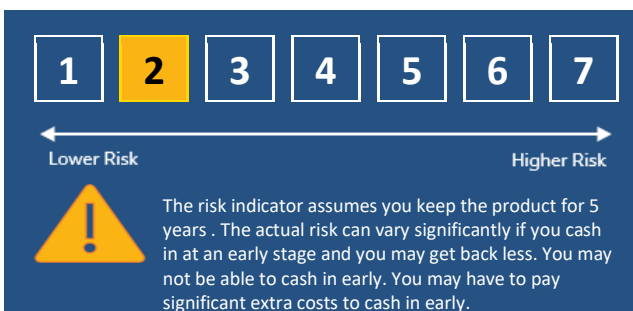 1 2 3 4 5 6 7
Lower Risk Higher Risk
The risk indicator assumes you keep the product for 5
years . The actual risk can vary significantly if you cash
in at an early stage and you may get back less. You may
not be able to cash in early. You may have to pay
significant extra costs to cash in early.